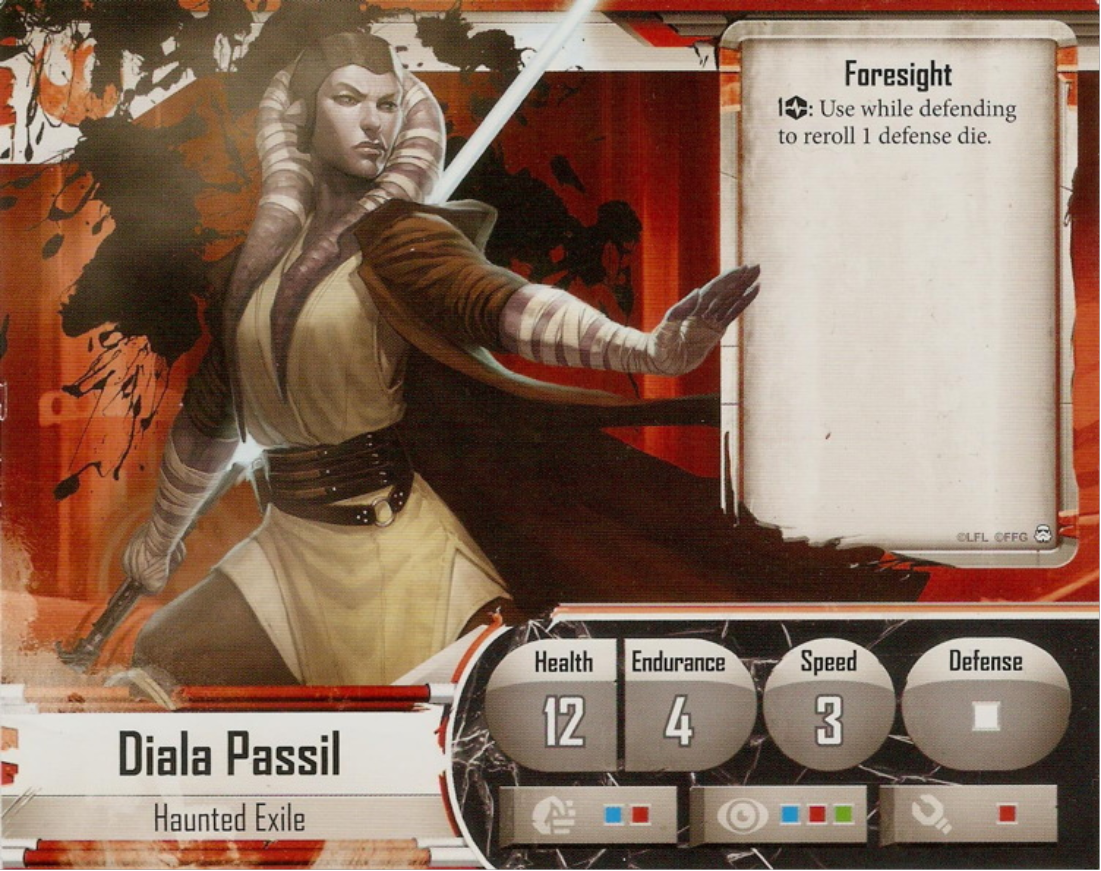 Foresight
1: Use while defending
to reroll 1 defense die.
©LFL ©FFG
Health
Endurance
Speed
Defense
12
4
3
Diala Passil
Haunted Exile